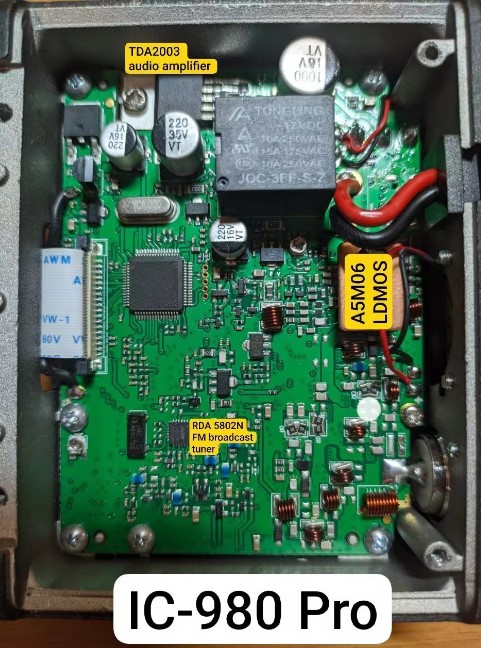 TDA2003
audio amplifier
1000
16V
VT
220
35V
VT
220
16V
VT
TONGLING
JQC-3FF-S-Z
220
16V
VT
AWM
VW-1
A5M06
LDMOS
RDA 5802N
FM broadcast
tuner
IC-980 Pro